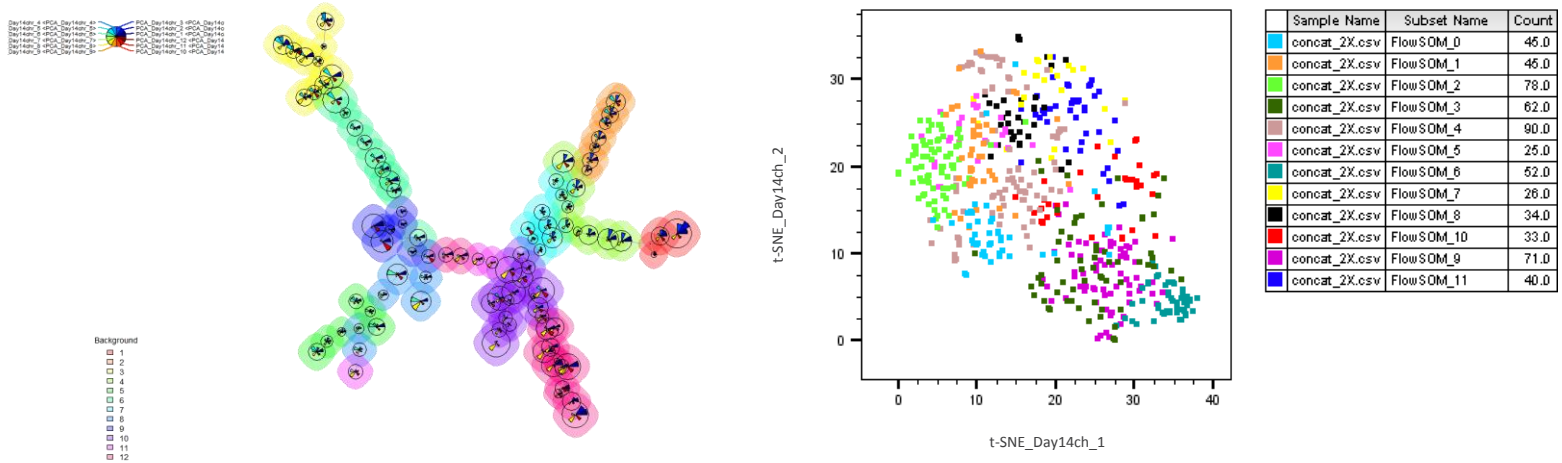 Day14chr_4 <PCA_Day14chr_4>
Day14chr_5 <PCA_Day14chr_5>
Day14chr_6 <PCA_Day14chr_6>
Day14chr_7 <PCA_Day14chr_7>
Day14chr_8 <PCA_Day14chr_8>
Day14chr_9 <PCA_Day14chr_9>
PCA_Day14chr_3 <PCA_Day14c
PCA_Day14chr_2 <PCA_Day14c
PCA_Day14chr_1 <PCA_Day14c
PCA_Day14chr_12 <PCA_Day14
PCA_Day14chr_11 <PCA_Day14
PCA_Day14chr_10 <PCA_Day14
Background
1
2
3
4
5
6
7
8
9
10
11
12
t-SNE_Day14ch_2
30
20
10
0
0 10 20 30 40
t-SNE_Day14ch_1
Sample Name Subset Name Count
concat_2X.csv FlowSOM_0 45.0
concat_2X.csv FlowSOM_1 45.0
concat_2X.csv FlowSOM_2 78.0
concat_2X.csv FlowSOM_3 62.0
concat_2X.csv FlowSOM_4 90.0
concat_2X.csv FlowSOM_5 25.0
concat_2X.csv FlowSOM_6 52.0
concat_2X.csv FlowSOM_7 26.0
concat_2X.csv FlowSOM_8 34.0
concat_2X.csv FlowSOM_10 33.0
concat_2X.csv FlowSOM_9 71.0
concat_2X.csv FlowSOM_11 40.0